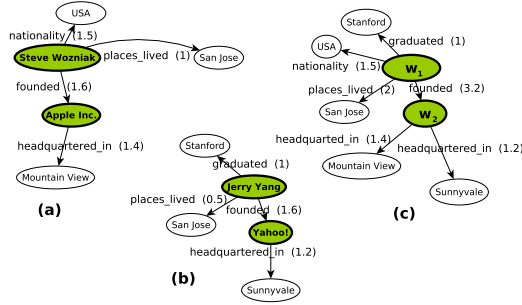 USA
nationality (1.5)
Steve Wozniak
places_lived (1)
San Jose
founded (1.6)
Apple Inc.
headquartered_in (1.4)
Mountain View
(a)
Stanford
graduated (1)
Jerry Yang
places_lived (0.5)
founded (1.6)
San Jose
Yahoo!
headquartered_in (1.2)
Sunnyvale
(b)
Stanford
graduated (1)
USA
nationality (1.5)
w1
places_lived (2)
founded (3.2)
San Jose
w2
headquarted_in (1.4)
headquartered_in (1.2)
Mountain View
Sunnyvale
(c)